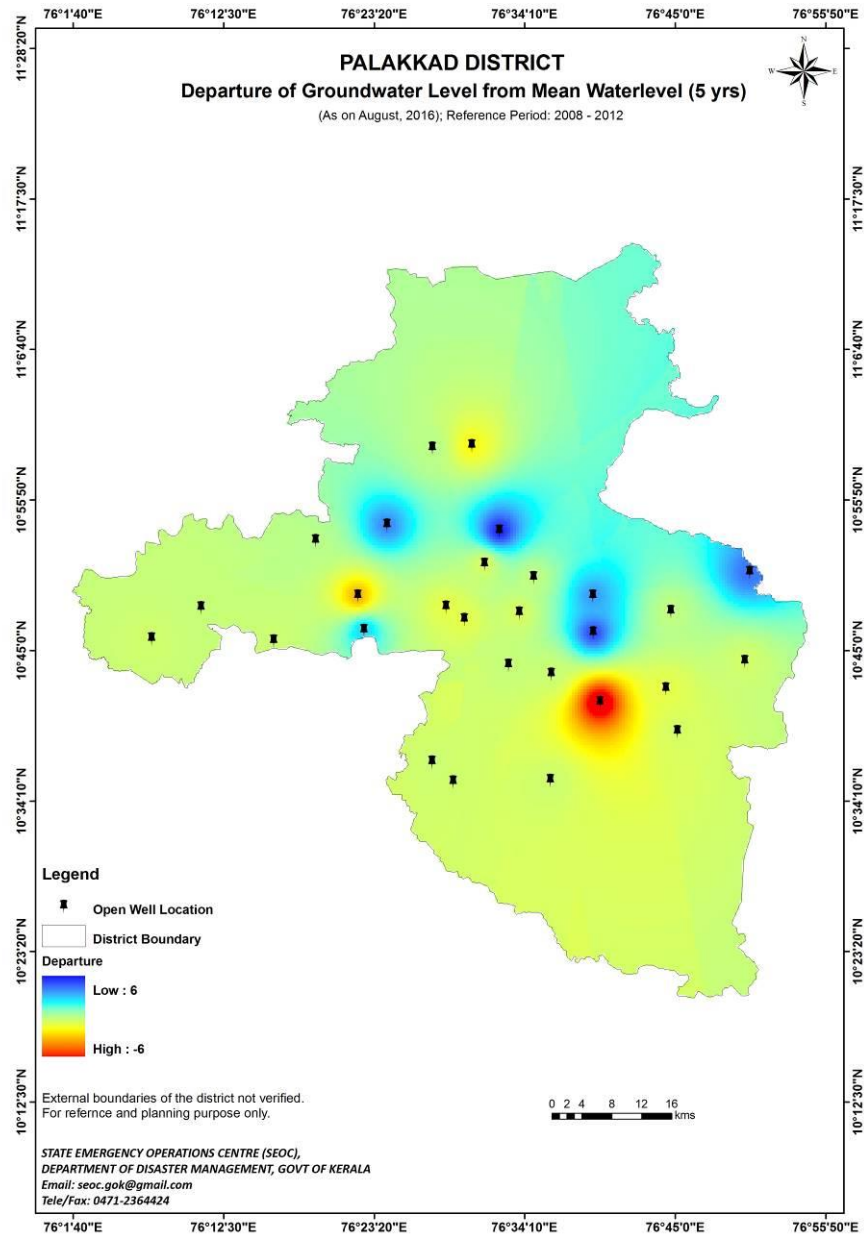 76°1'40"E 76°12'30"E 76°23'20"E 76°34'10"E 76°45'0"E 76°55'50"E
PALAKKAD DISTRICT
Departure of Groundwater Level from Mean Waterlevel (5 yrs)
(As on August, 2016); Reference Period: 2008 - 2012
N
W E
S
11°28'20"N 11°28'20"N
11°17'30"N 11°17'30"N
11°6'40"N 11°6'40"N
10°55'50"N 10°55'50"N
10°45'0"N 10°45'0"N
10°34'10"N 10°34'10"N
10°23'20"N 10°23'20"N
10°12'30"N 10°12'30"N
Legend
Open Well Location
District Boundary
Departure
Low : 6
High : -6
External boundaries of the district not verified.
For refernce and planning purpose only.
0 2 4 8 12 16
kms
STATE EMERGENCY OPERATIONS CENTRE (SEOC),
DEPARTMENT OF DISASTER MANAGEMENT, GOVT OF KERALA
Email: seoc.gok@gmail.com
Tele/Fax: 0471-2364424
76°1'40"E 76°12'30"E 76°23'20"E 76°34'10"E 76°45'0"E 76°55'50"E